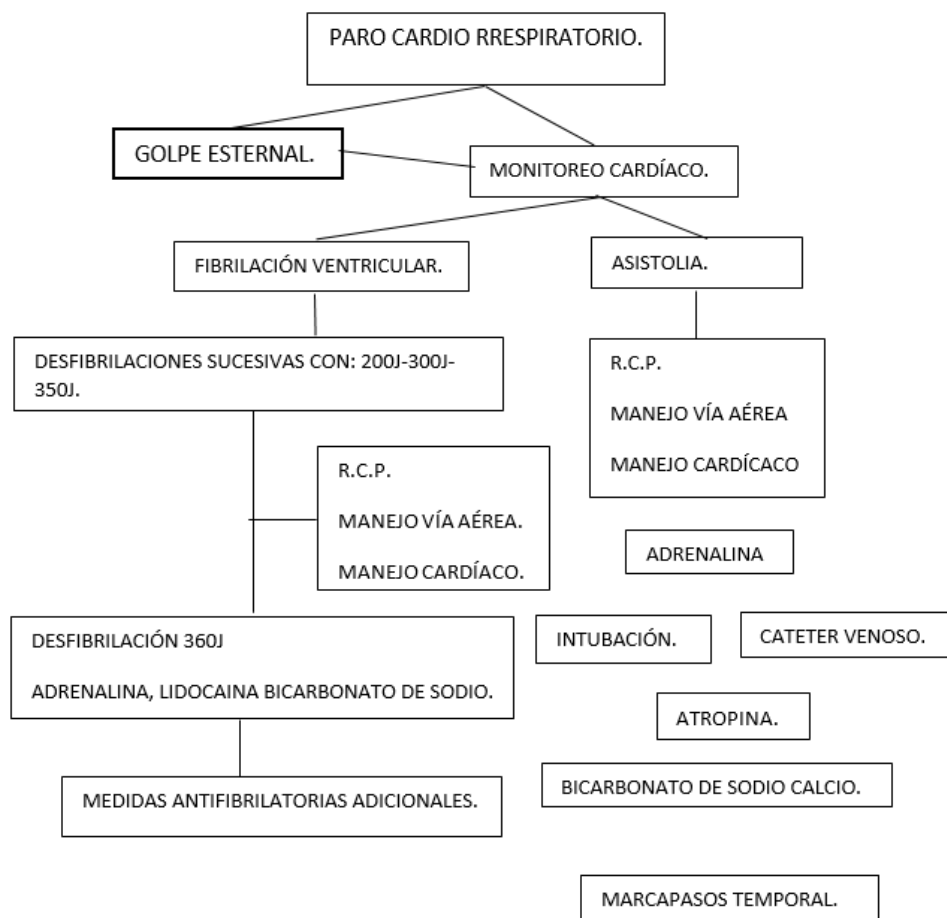 PARO CARDIO RRESPIRATORIO.
GOLPE ESTERNAL.
MONITOREO CARDÍACO.
FIBRILACIÓN VENTRICULAR.
ASISTOLIA.
DESFIBRILACIONES SUCESIVAS CON: 200J-300J-
350J.
R.C.P.
MANEJO VÍA AÉREA
MANEJO CARDÍCACO
R.C.P.
MANEJO VÍA AÉREA.
MANEJO CARDÍACO.
ADRENALINA
DESFIBRILACIÓN 360J
ADRENALINA, LIDOCAINA BICARBONATO DE SODIO.
INTUBACIÓN.
CATETER VENOSO.
ATROPINA.
MEDIDAS ANTIFIBRILATORIAS ADICIONALES.
BICARBONATO DE SODIO CALCIO.
MARCAPASOS TEMPORAL.